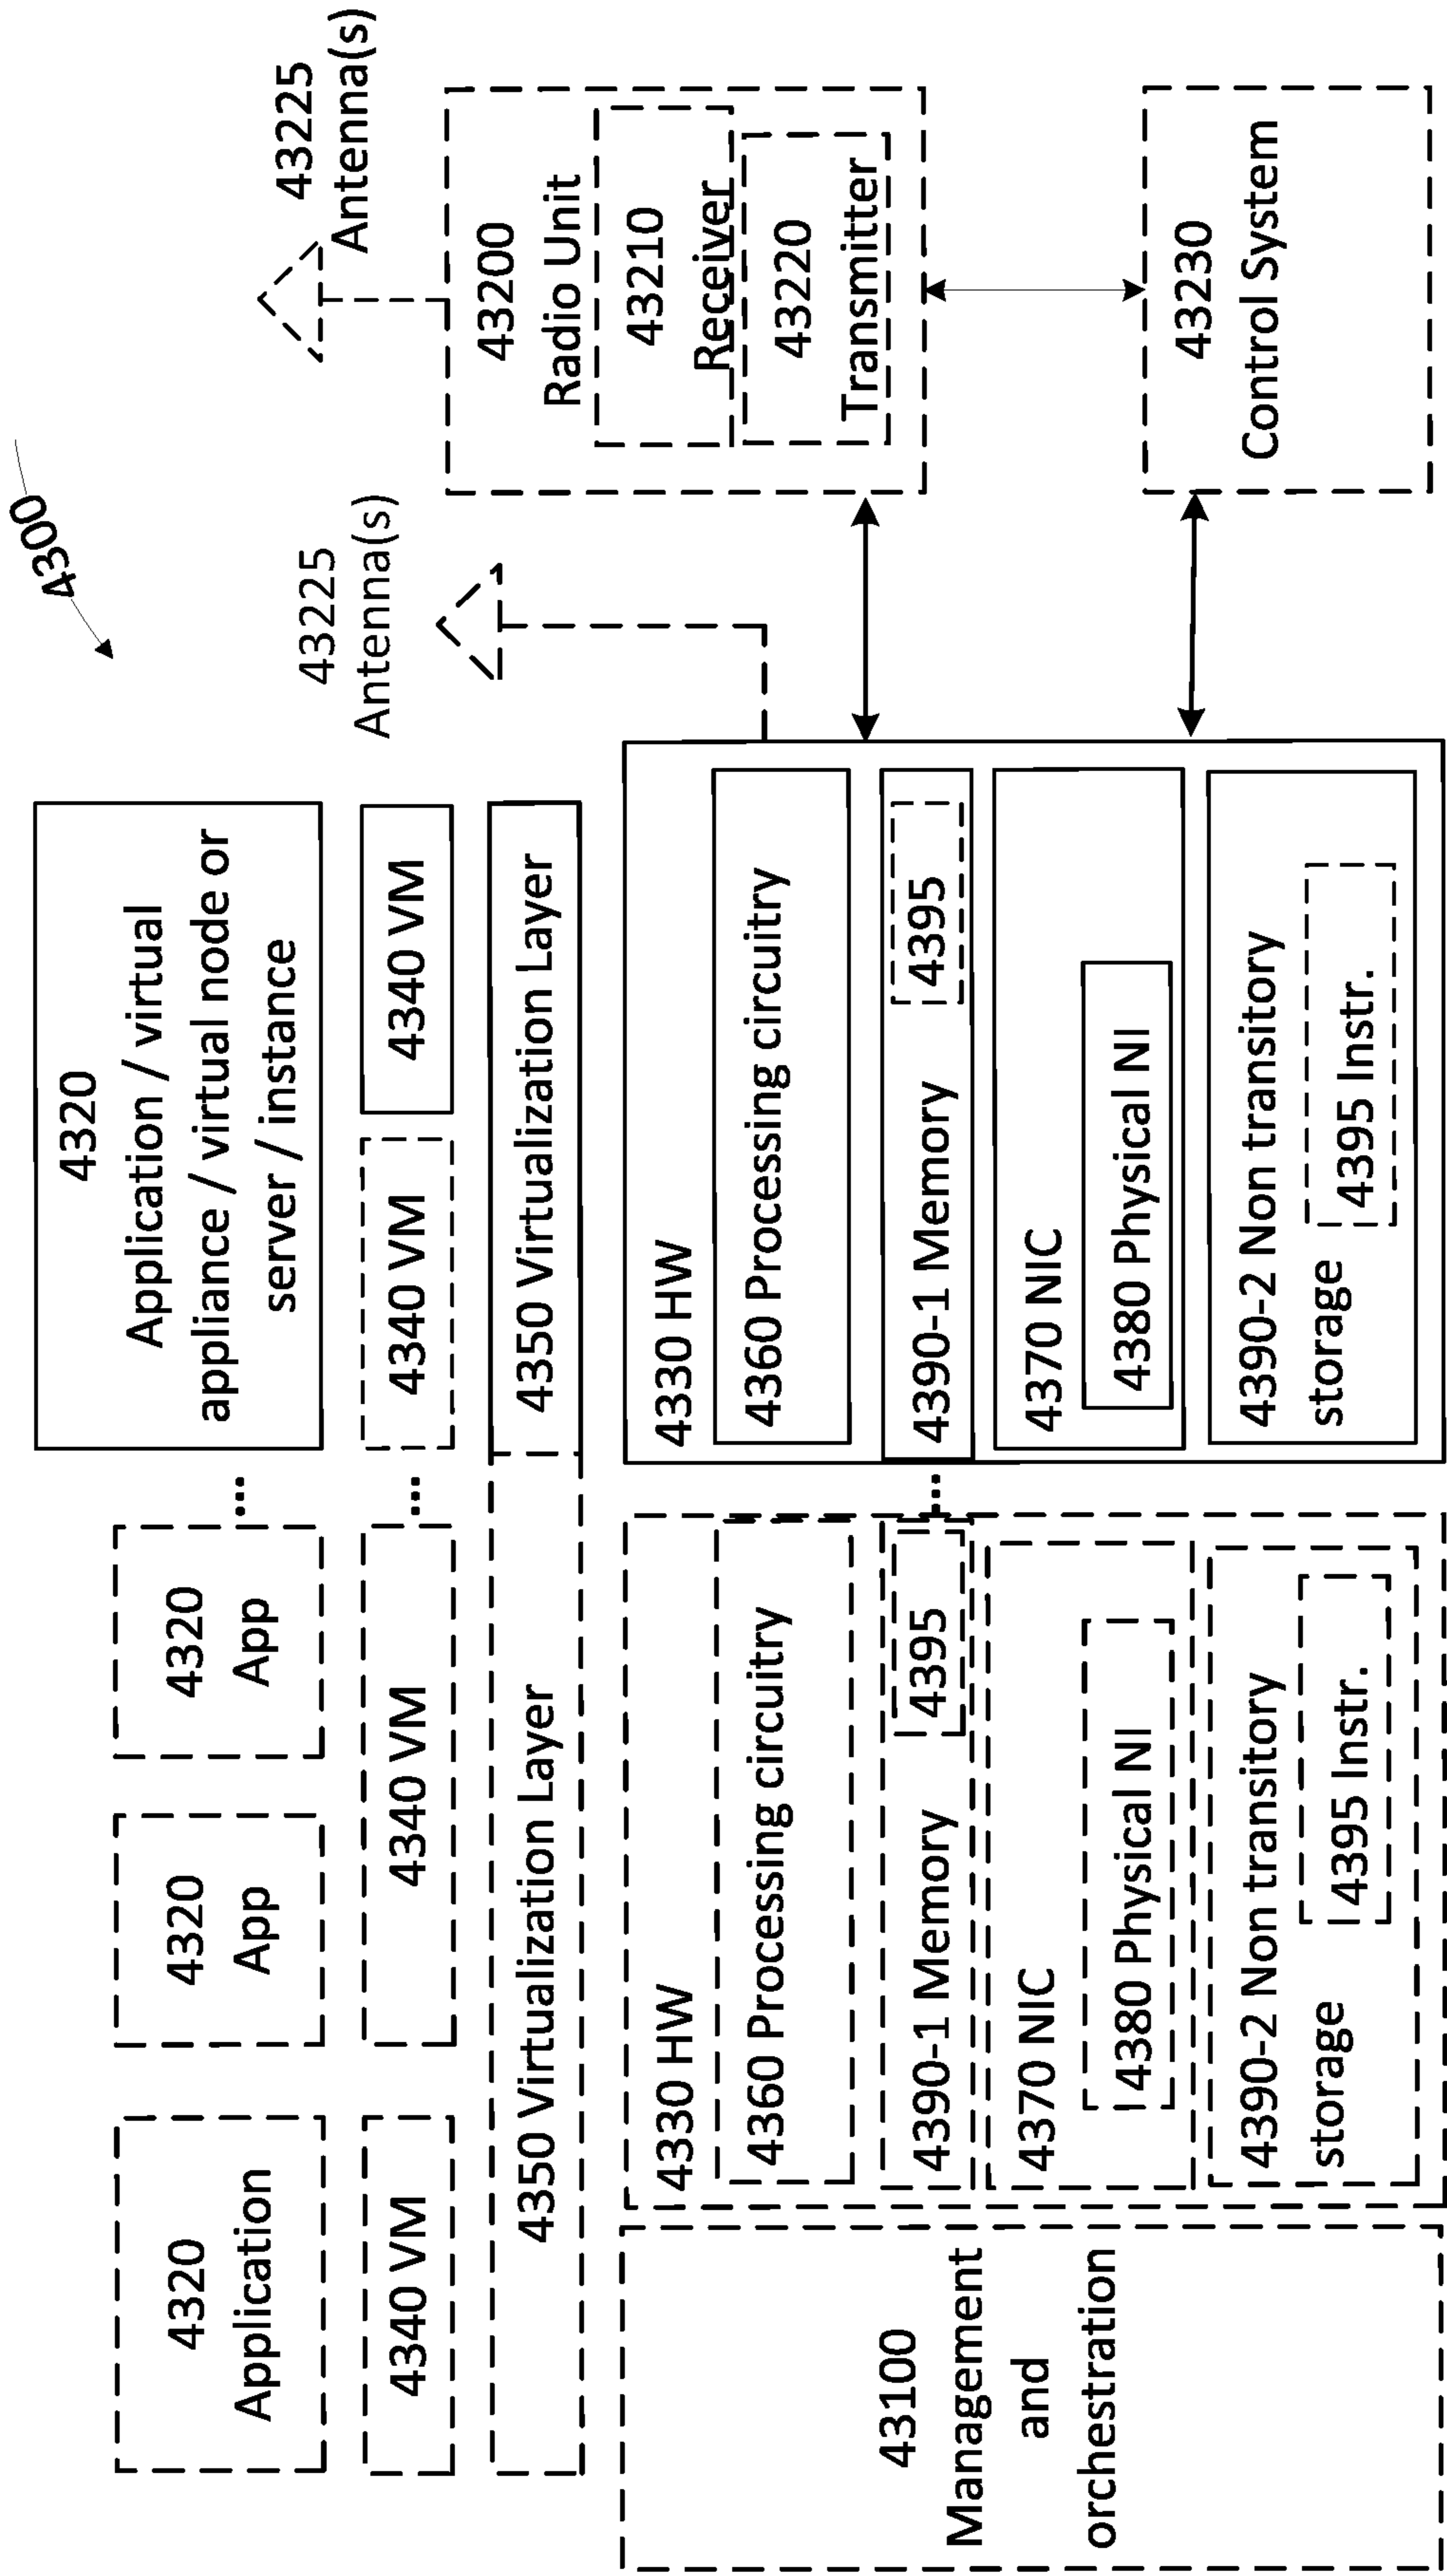 4300
4320
Application
4320
App
4320
App
...
4320
Application / virtual
appliance / virtual node or
server / instance
43225
Antenna(s)
43225
Antenna(s)
4340 VM
4340 VM
...
4340 VM
4340 VM
4350 Virtualization Layer
4350 Virtualization Layer
43100
Management
and
orchestration
4330 HW
4360 Processing circuitry
4390-1 Memory
4395
4370 NIC
4380 Physical NI
4390-2 Non transitory
storage
4395 Instr.
...
4330 HW
4360 Processing circuitry
4390-1 Memory
4395
4370 NIC
4380 Physical NI
4390-2 Non transitory
storage
4395 Instr.
43200
Radio Unit
43210
Receiver
43220
Transmitter
43230
Control System